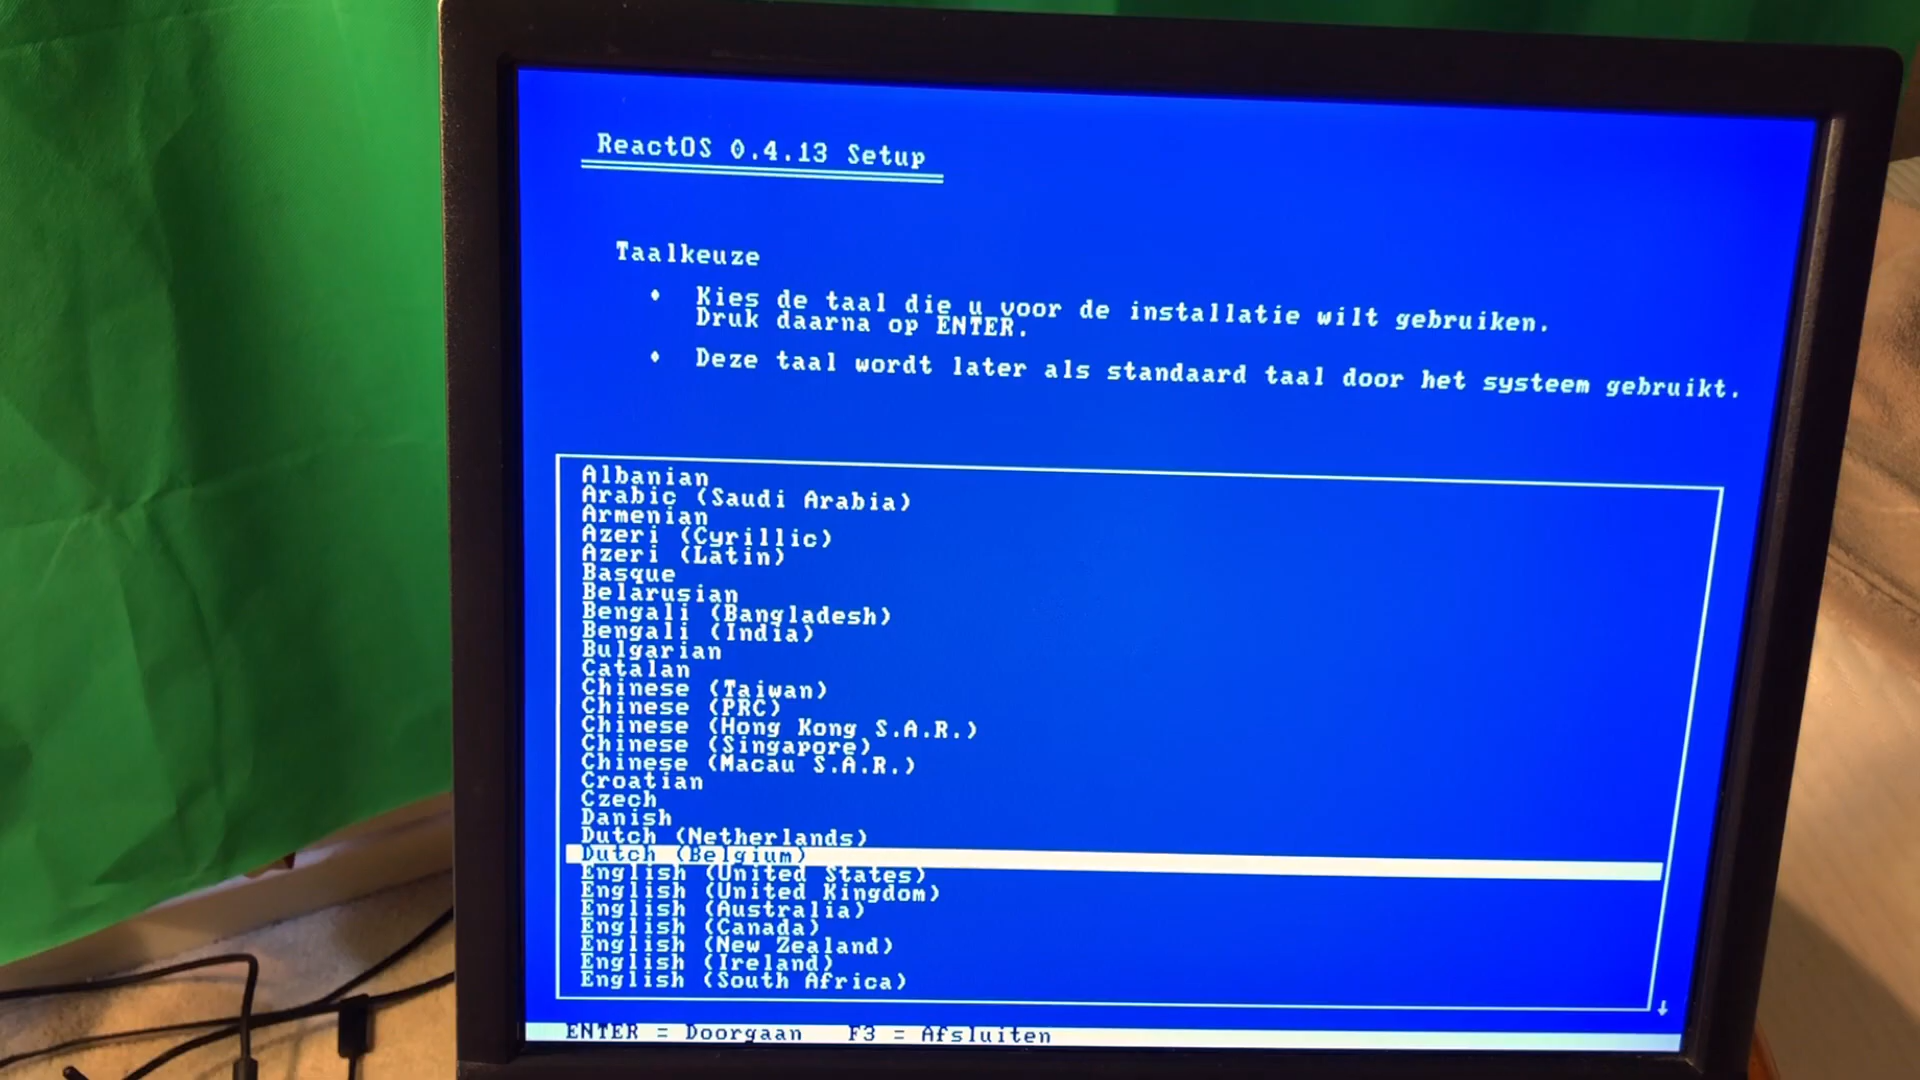 ReactOS 0.4.13 Setup
Taalkeuze
• Kies de taal die u voor de installatie wilt gebruiken.
Druk daarna op ENTER.
• Deze taal wordt later als standaard taal door het systeem gebruikt.
Albanian
Arabic (Saudi Arabia)
Armenian
Azeri (Cyrillic)
Azeri (Latin)
Basque
Belarusian
Bengali (Bangladesh)
Bengali (India)
Bulgarian
Catalan
Chinese (Taiwan)
Chinese (PRC)
Chinese (Hong Kong S.A.R.)
Chinese (Singapore)
Chinese (Macau S.A.R.)
Croatian
Czech
Danish
Dutch (Netherlands)
Dutch (Belgium)
English (United States)
English (United Kingdom)
English (Australia)
English (Canada)
English (New Zealand)
English (Ireland)
English (South Africa)
ENTER = Doorgaan F3 = Afsluiten